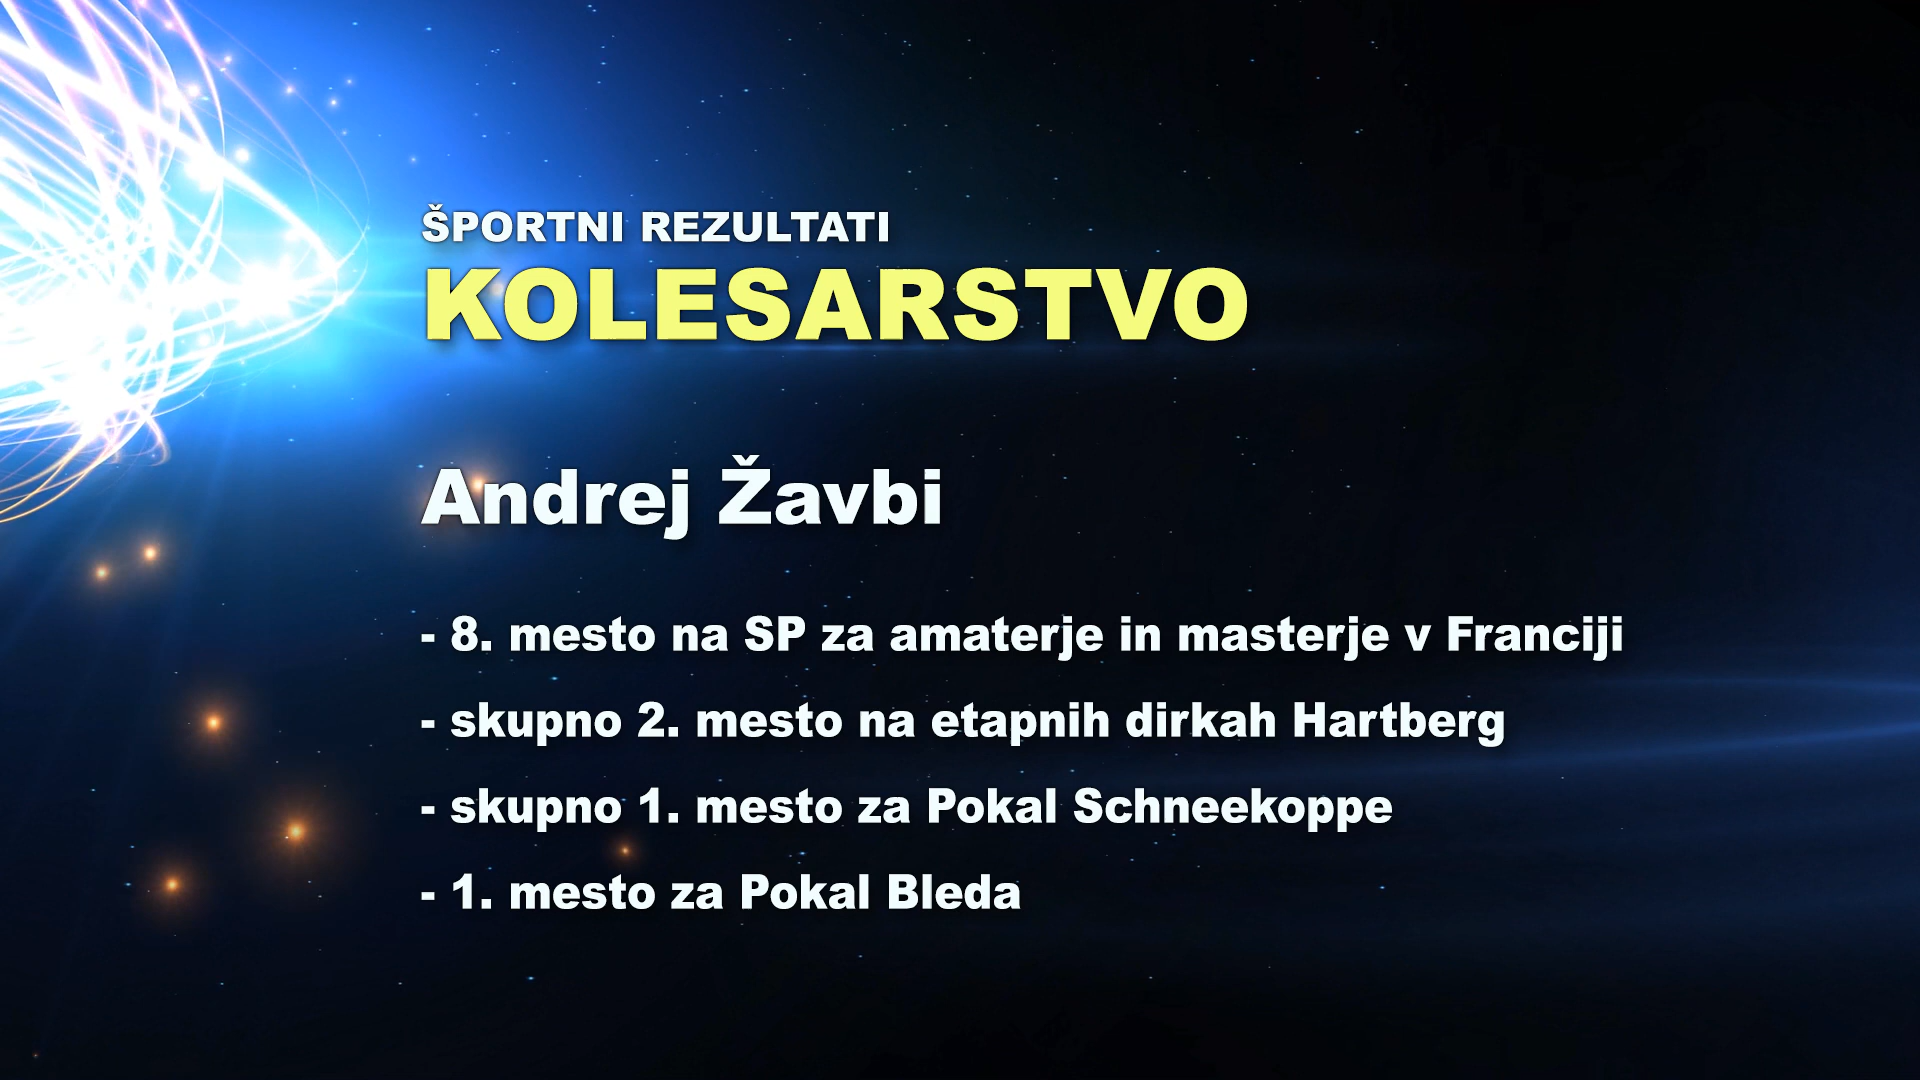 ŠPORTNI REZULTATI
KOLESARSTVO
Andrej Žavbi
- 8. mesto na SP za amaterje in masterje v Franciji
- skupno 2. mesto na etapnih dirkah Hartberg
- skupno 1. mesto za Pokal Schneekoppe
- 1. mesto za Pokal Bleda